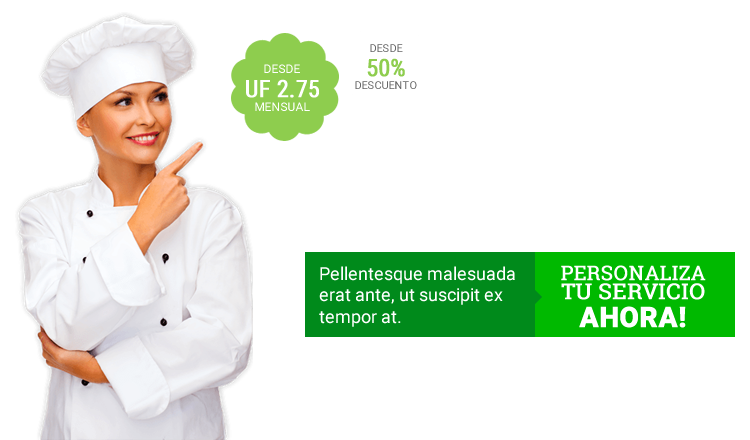 DESDE
UF 2.75
MENSUAL
DESDE
50%
DESCUENTO
Pellentesque malesuada
erat ante, ut suscipit ex
tempor at.
PERSONALIZA
TU SERVICIO
AHORA!